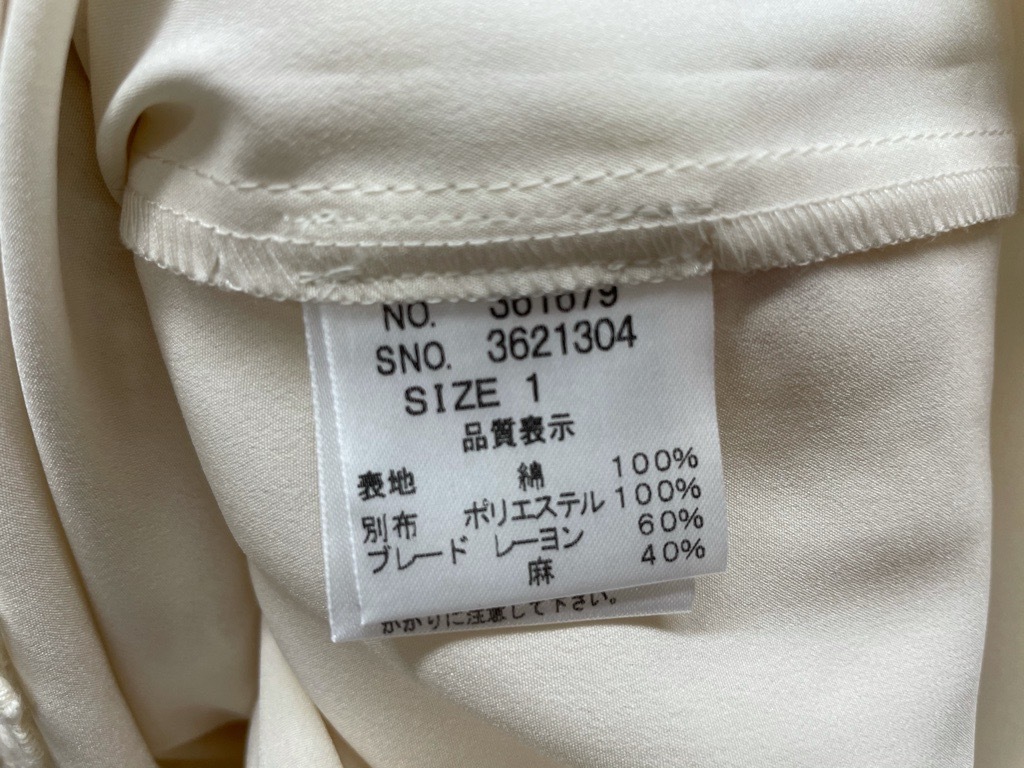 NO. 361679
SNO. 3621304
SIZE 1
品質表示
表地 綿 100%
別布 ポリエステル 100%
ブレード レーヨン 60%
麻 40%
かかりに注意して下さい。